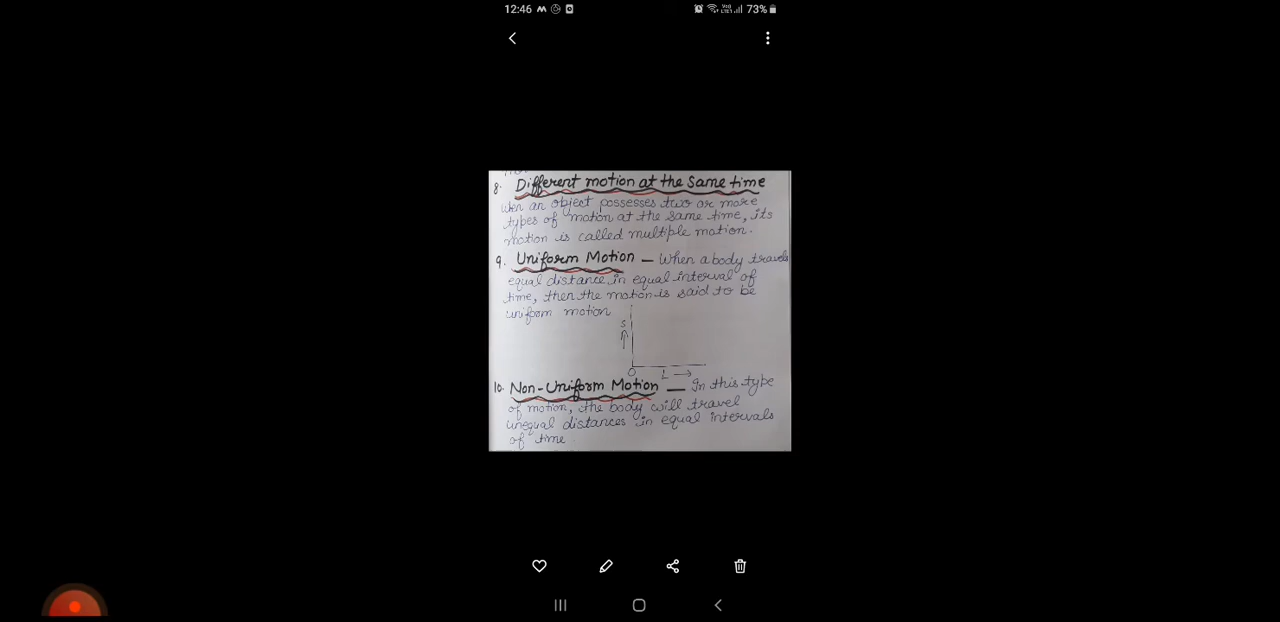 12:46 73%
8. Different motion at the Same time
When an object possesses two or more
types of motion at the same time, its
motion is called multiple motion.
9. Uniform Motion — When a body travels
equal distance in equal interval of
time, then the motion is said to be
uniform motion
S
O L
10. Non-Uniform Motion — In this type
of motion, the body will travel
unequal distances in equal intervals
of time